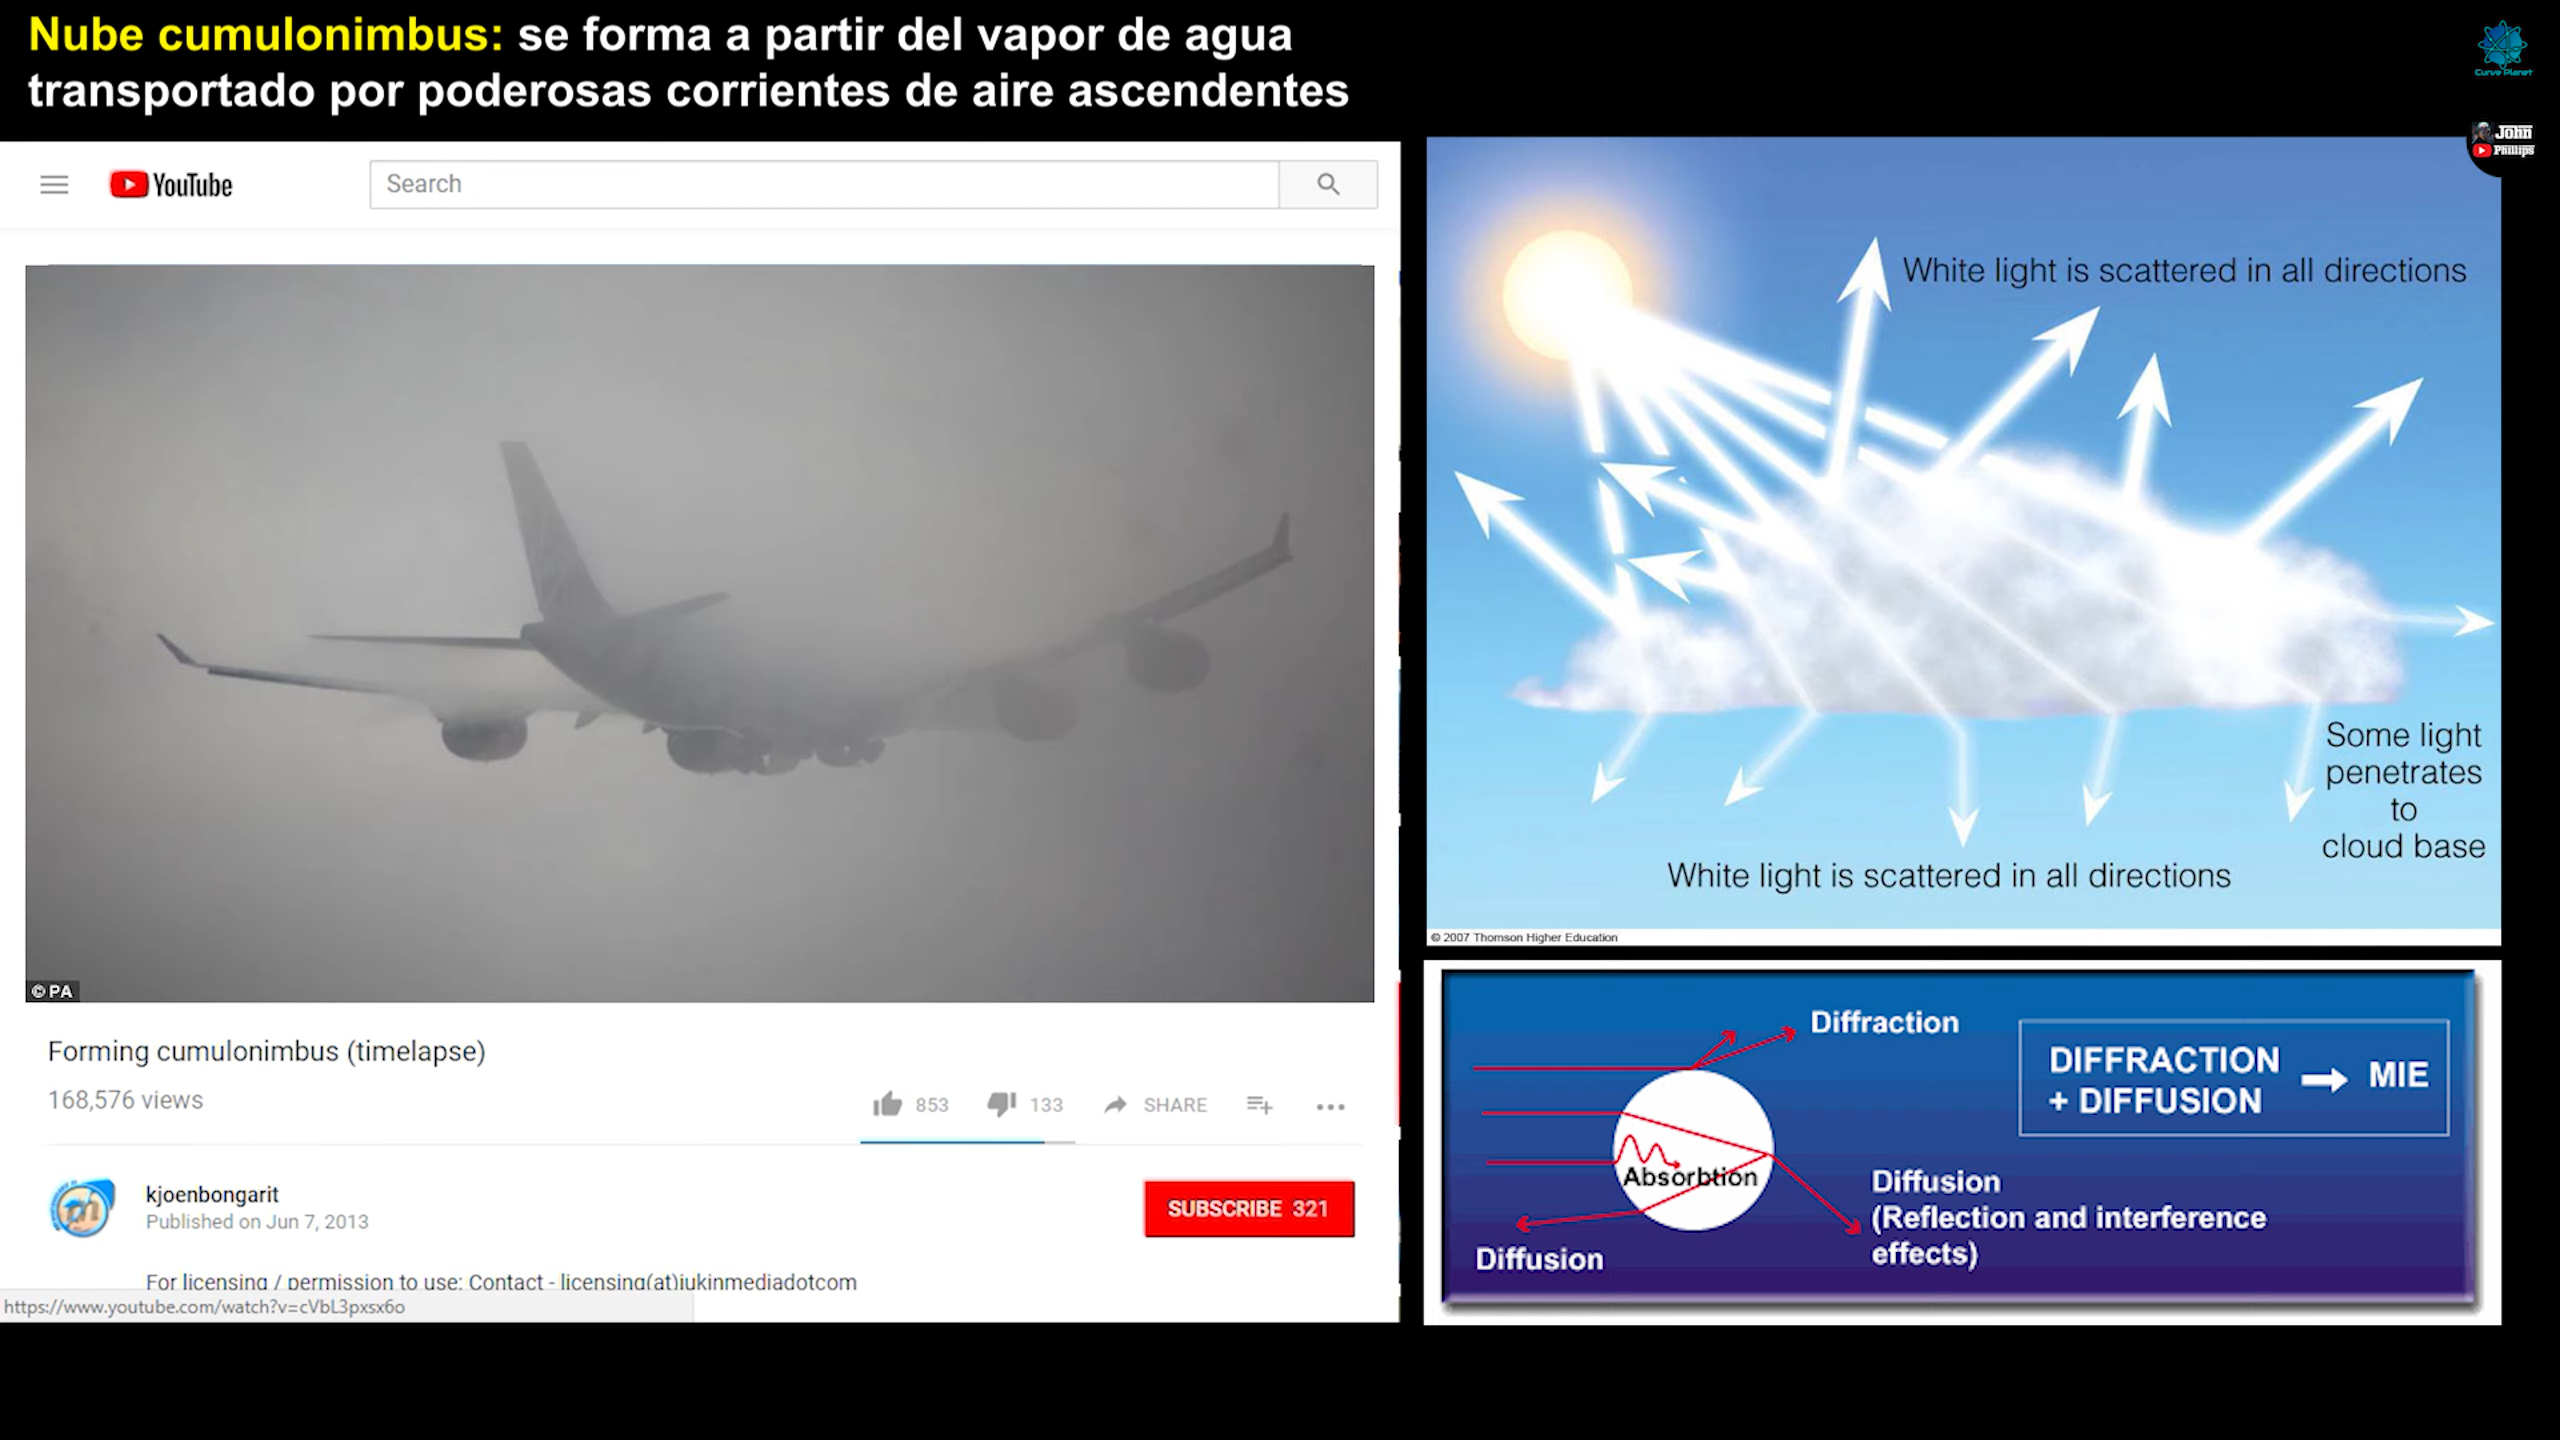 Nube cumulonimbus: se forma a partir del vapor de agua
transportado por poderosas corrientes de aire ascendentes
Curve Planet
John
Phillips
YouTube
Search
© PA
Forming cumulonimbus (timelapse)
168,576 views
853
133
SHARE
kjoenbongarit
Published on Jun 7, 2013
SUBSCRIBE 321
For licensing / permission to use: Contact - licensing(at)jukinmediadotcom
https://www.youtube.com/watch?v=cVbL3pxsx6o
White light is scattered in all directions
Some light
penetrates
to
cloud base
White light is scattered in all directions
© 2007 Thomson Higher Education
Diffraction
DIFFRACTION
+ DIFFUSION
MIE
Absorbtion
Diffusion
(Reflection and interference
effects)
Diffusion